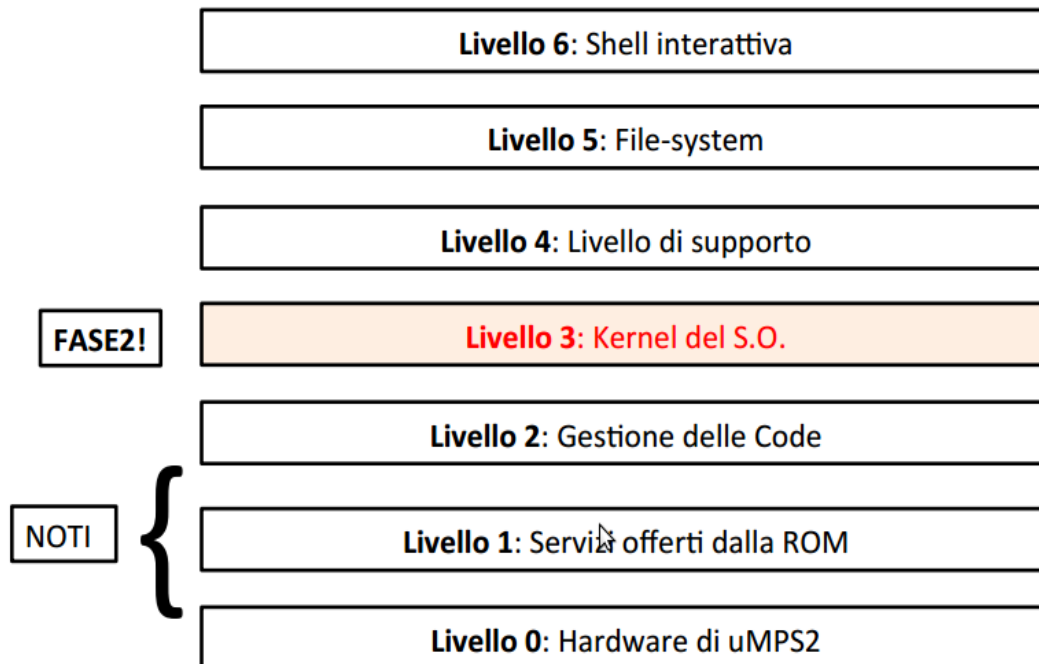 Livello 6: Shell interattiva
Livello 5: File-system
Livello 4: Livello di supporto
FASE2!
Livello 3: Kernel del S.O.
Livello 2: Gestione delle Code
NOTI
Livello 1: Servizi offerti dalla ROM
Livello 0: Hardware di uMPS2